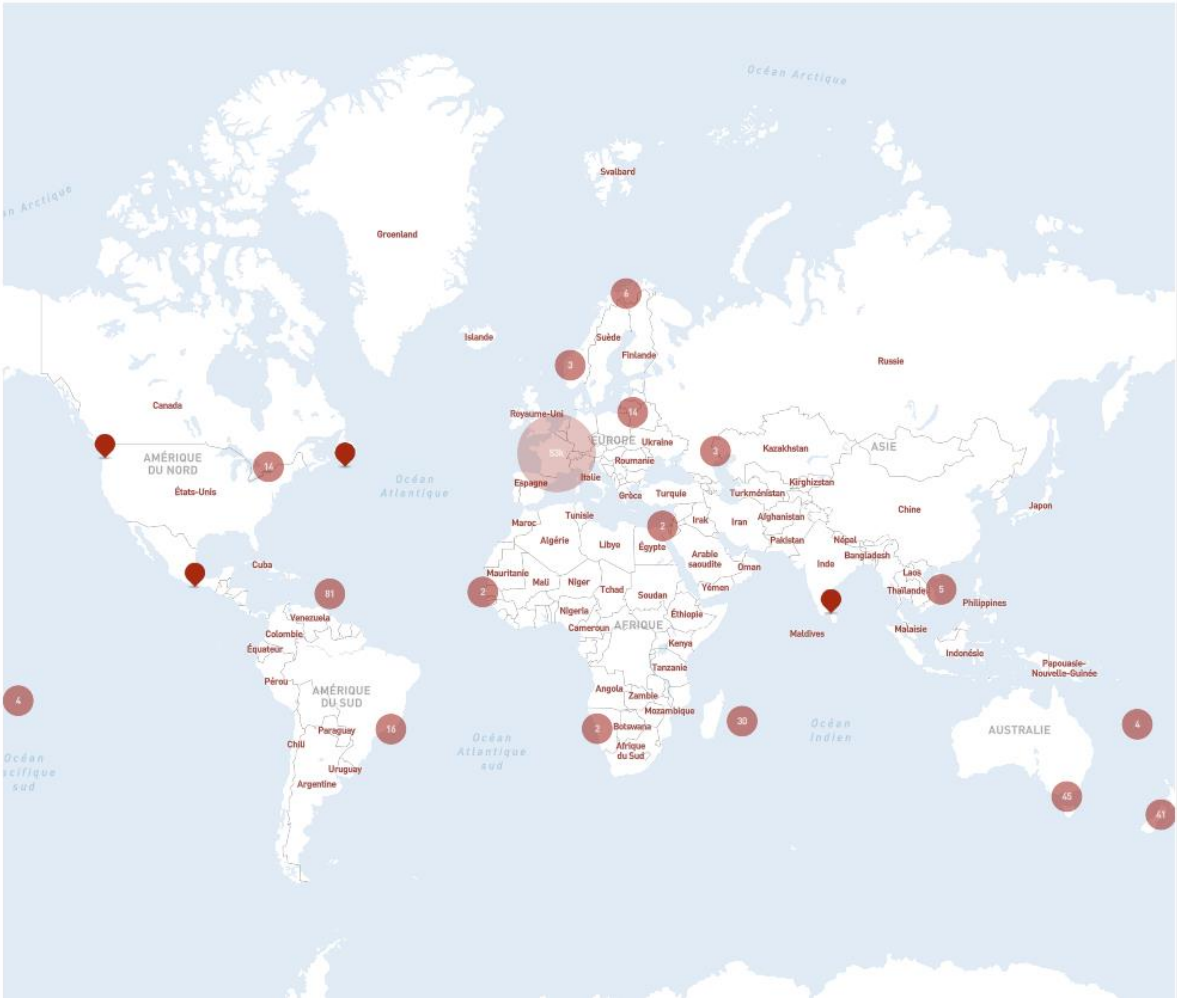 Océan Arctique
Svalbard
an Arctique
Groenland
6
Islande
Suède
Finlande
3
Russie
Canada
Royaume-Uni
14
EUROPE
Ukraine
Kazakhstan
ASIE
AMÉRIQUE
DU NORD
14
Roumanie
3
Italie
Espagne
Kirghizstan
Océan
Atlantique
États-Unis
Grèce
Turquie
Turkménistan
Japon
Chine
Tunisie
Maroc
2
Irak
Iran
Afghanistan
Algérie
Libye
Égypte
Pakistan
Népal
Bangladesh
Arabie
saoudite
Oman
Inde
Cuba
Mauritanie
Mali
Niger
Tchad
Soudan
Yémen
Laos
Thaïlande
5
81
2
Philippines
Venezuela
Nigeria
Éthiopie
Cameroun
AFRIQUE
Maldives
Malaisie
Colombie
Équateur
Kenya
Indonésie
Tanzanie
Papouasie-
Nouvelle-Guinée
Pérou
AMÉRIQUE
DU SUD
Angola
Zambie
Mozambique
4
16
2
Botswana
30
Océan
Indien
AUSTRALIE
4
Paraguay
Chili
Océan
Atlantique
sud
Afrique
du Sud
Océan
acifique
sud
Uruguay
Argentine
45
41